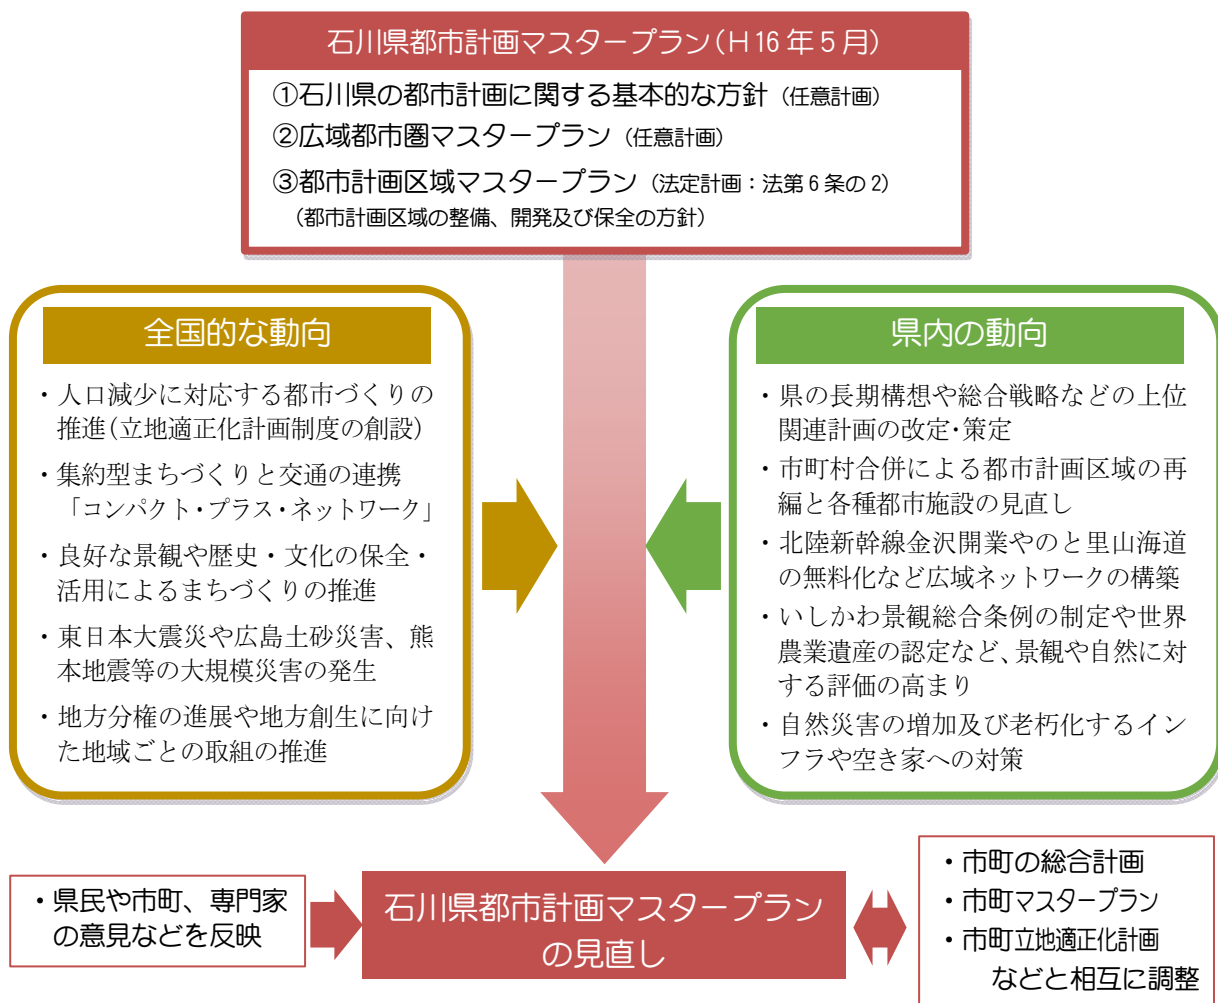 石川県都市計画マスタープラン(H16年5月)
①石川県の都市計画に関する基本的な方針(任意計画)
②広域都市圏マスタープラン(任意計画)
③都市計画区域マスタープラン(法定計画:法第6条の2)
(都市計画区域の整備、開発及び保全の方針)
全国的な動向
・人口減少に対応する都市づくりの
推進(立地適正化計画制度の創設)
・集約型まちづくりと交通の連携
「コンパクト・プラス・ネットワーク」
・良好な景観や歴史・文化の保全・
活用によるまちづくりの推進
・東日本大震災や広島土砂災害、熊
本地震等の大規模災害の発生
・地方分権の進展や地方創生に向け
た地域ごとの取組の推進
県内の動向
・県の長期構想や総合戦略などの上位
関連計画の改定・策定
・市町村合併による都市計画区域の再
編と各種都市施設の見直し
・北陸新幹線金沢開業やのと里山海道
の無料化など広域ネットワークの構築
・いしかわ景観総合条例の制定や世界
農業遺産の認定など、景観や自然に対
する評価の高まり
・自然災害の増加及び老朽化するイン
フラや空き家への対策
・県民や市町、専門家
の意見などを反映
石川県都市計画マスタープラン
の見直し
・市町の総合計画
・市町マスタープラン
・市町立地適正化計画
などと相互に調整